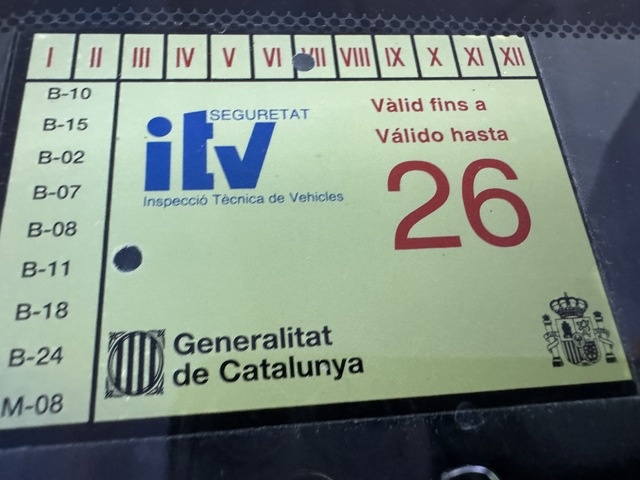 I II III IV V VI VII VIII IX X XI XII
B-10
B-15
B-02
B-07
B-08
B-11
B-18
B-24
M-08
SEGURETAT
itv
Inspecció Tècnica de Vehicles
Vàlid fins a
Válido hasta
26
Generalitat
de Catalunya